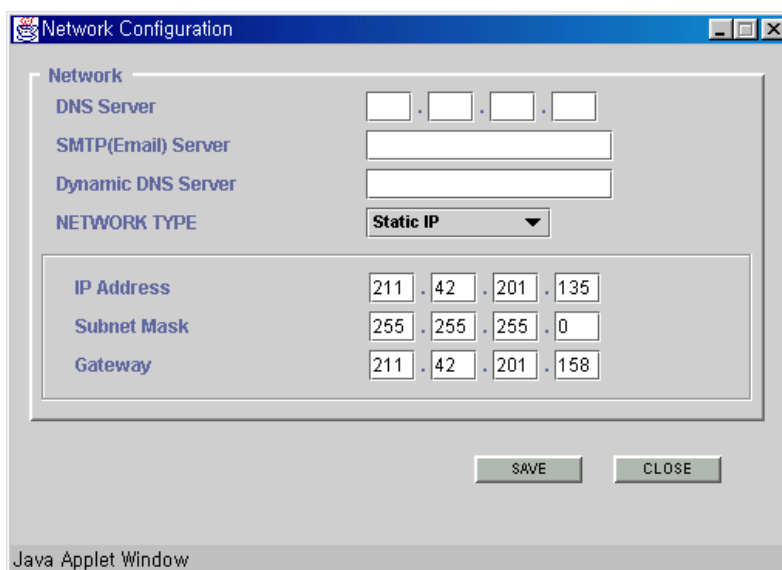 Network Configuration
Network
DNS Server . . .
SMTP(Email) Server
Dynamic DNS Server
NETWORK TYPE Static IP
IP Address 211 . 42 . 201 . 135
Subnet Mask 255 . 255 . 255 . 0
Gateway 211 . 42 . 201 . 158
SAVE CLOSE
Java Applet Window